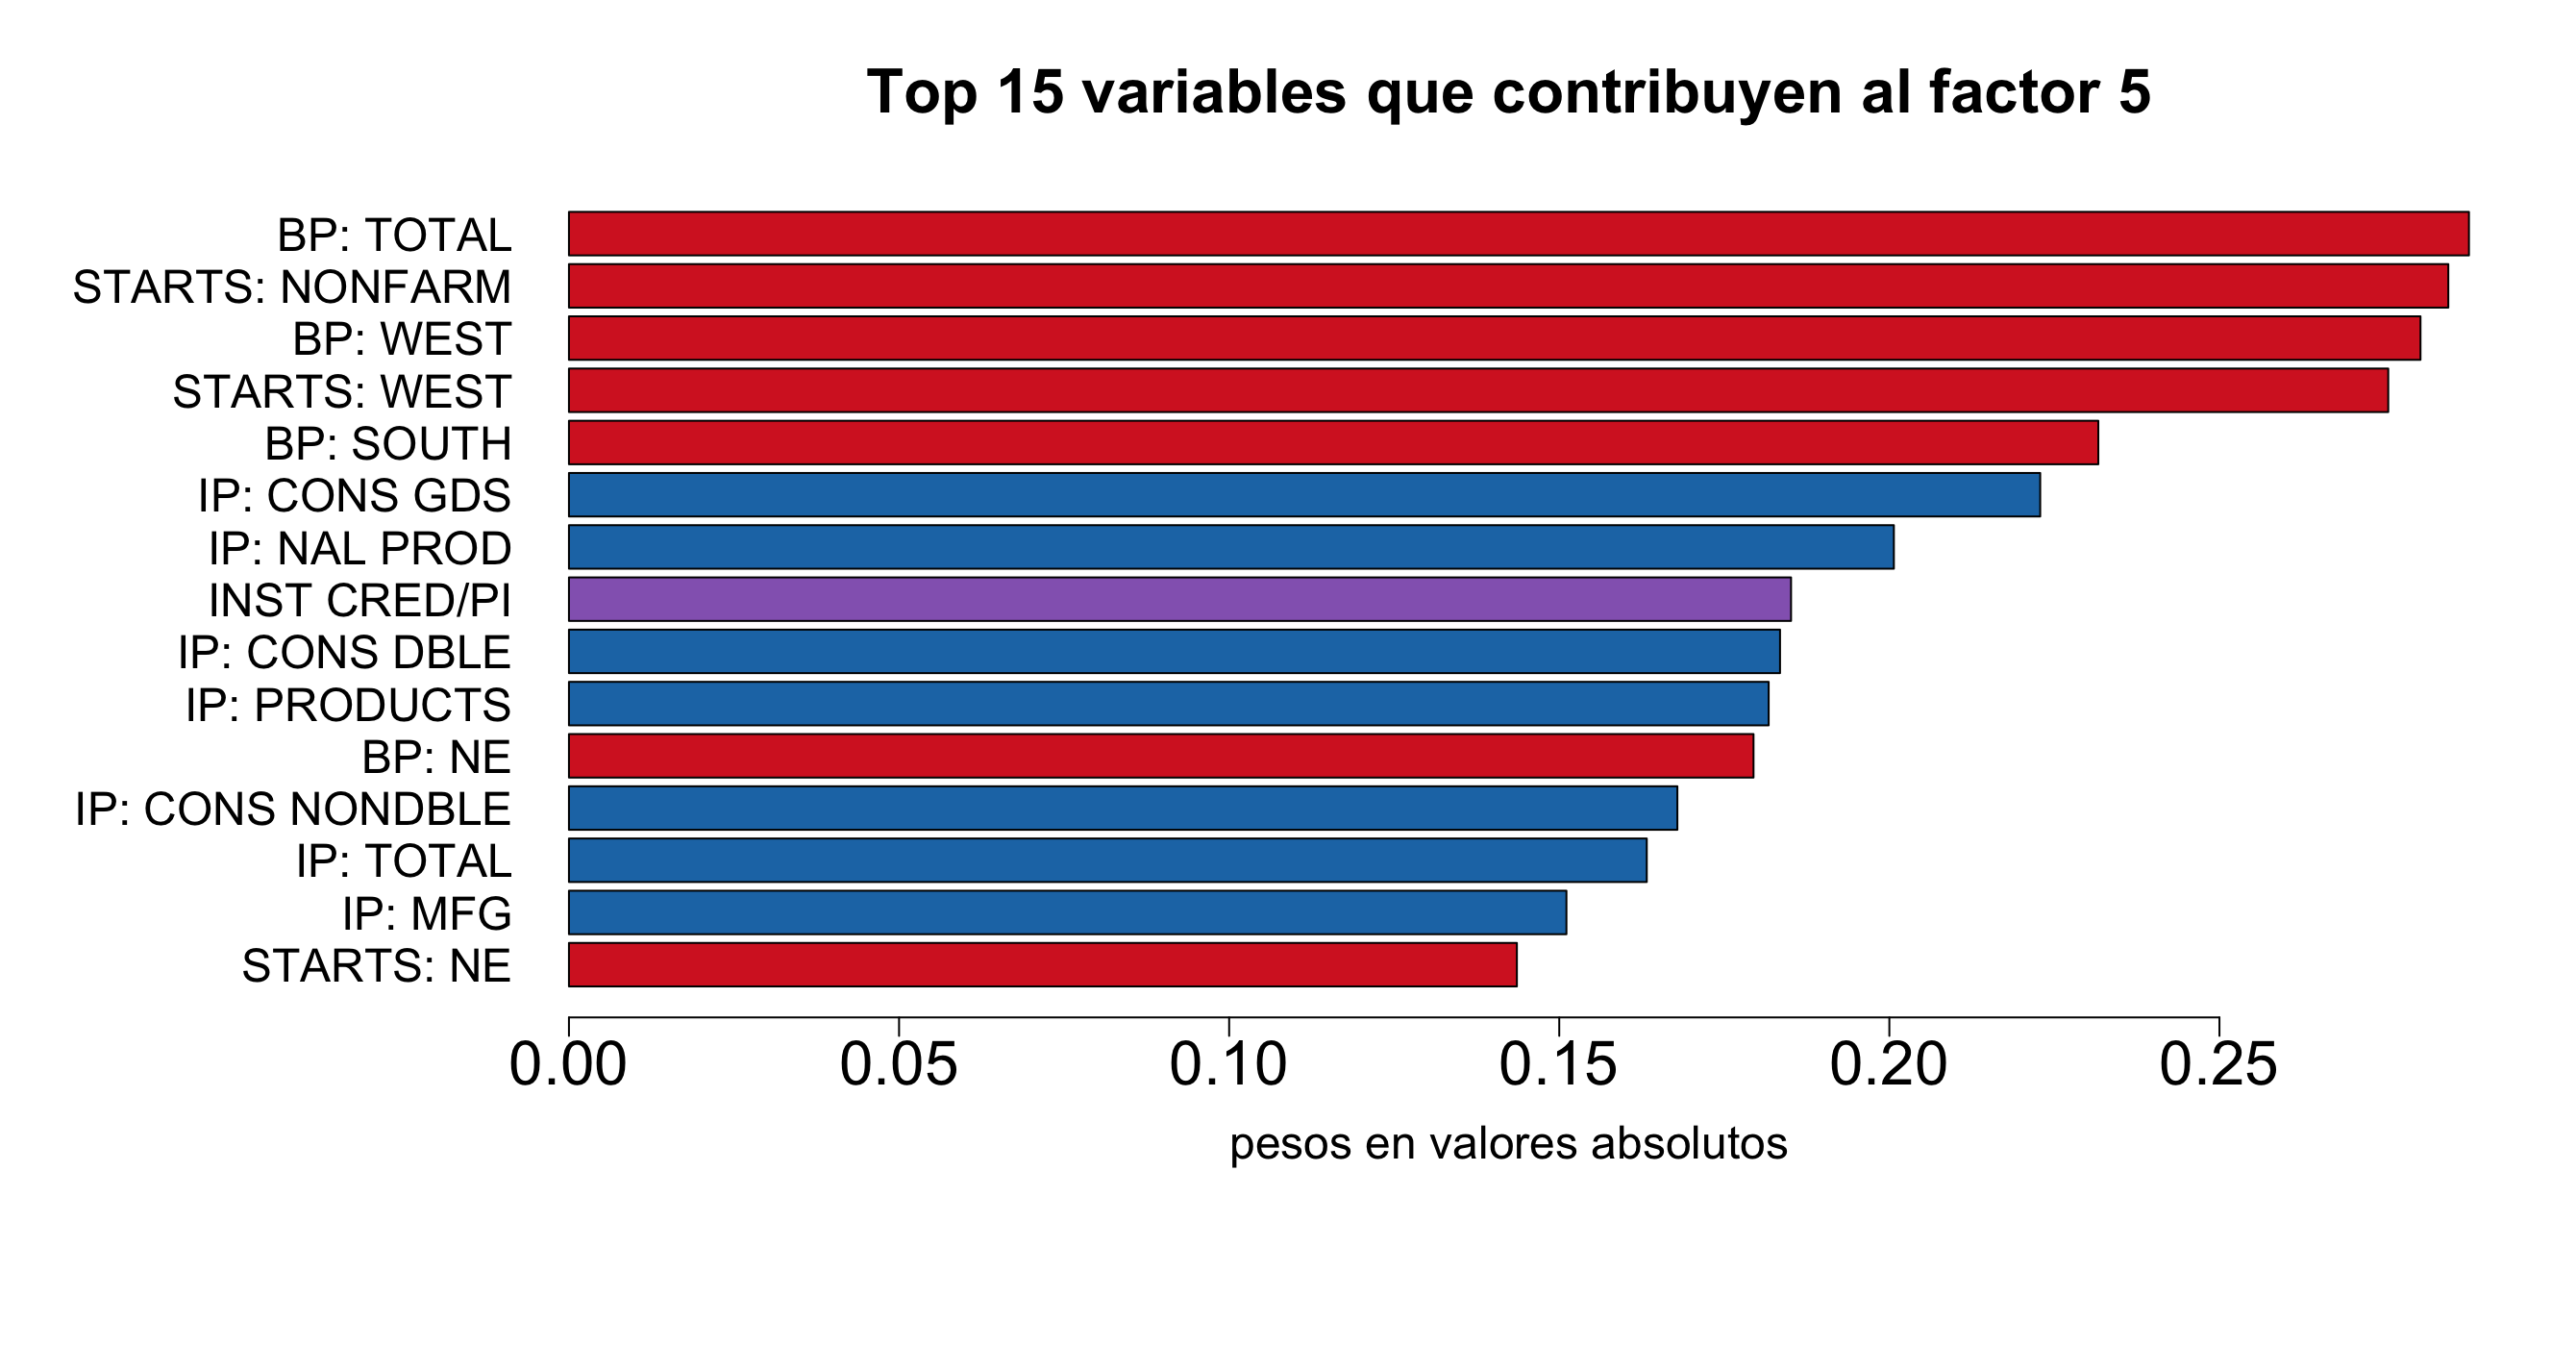 Top 15 variables que contribuyen al factor 5
BP: TOTAL
STARTS: NONFARM
BP: WEST
STARTS: WEST
BP: SOUTH
IP: CONS GDS
IP: NAL PROD
INST CRED/PI
IP: CONS DBLE
IP: PRODUCTS
BP: NE
IP: CONS NONDBLE
IP: TOTAL
IP: MFG
STARTS: NE
0.00 0.05 0.10 0.15 0.20 0.25
pesos en valores absolutos